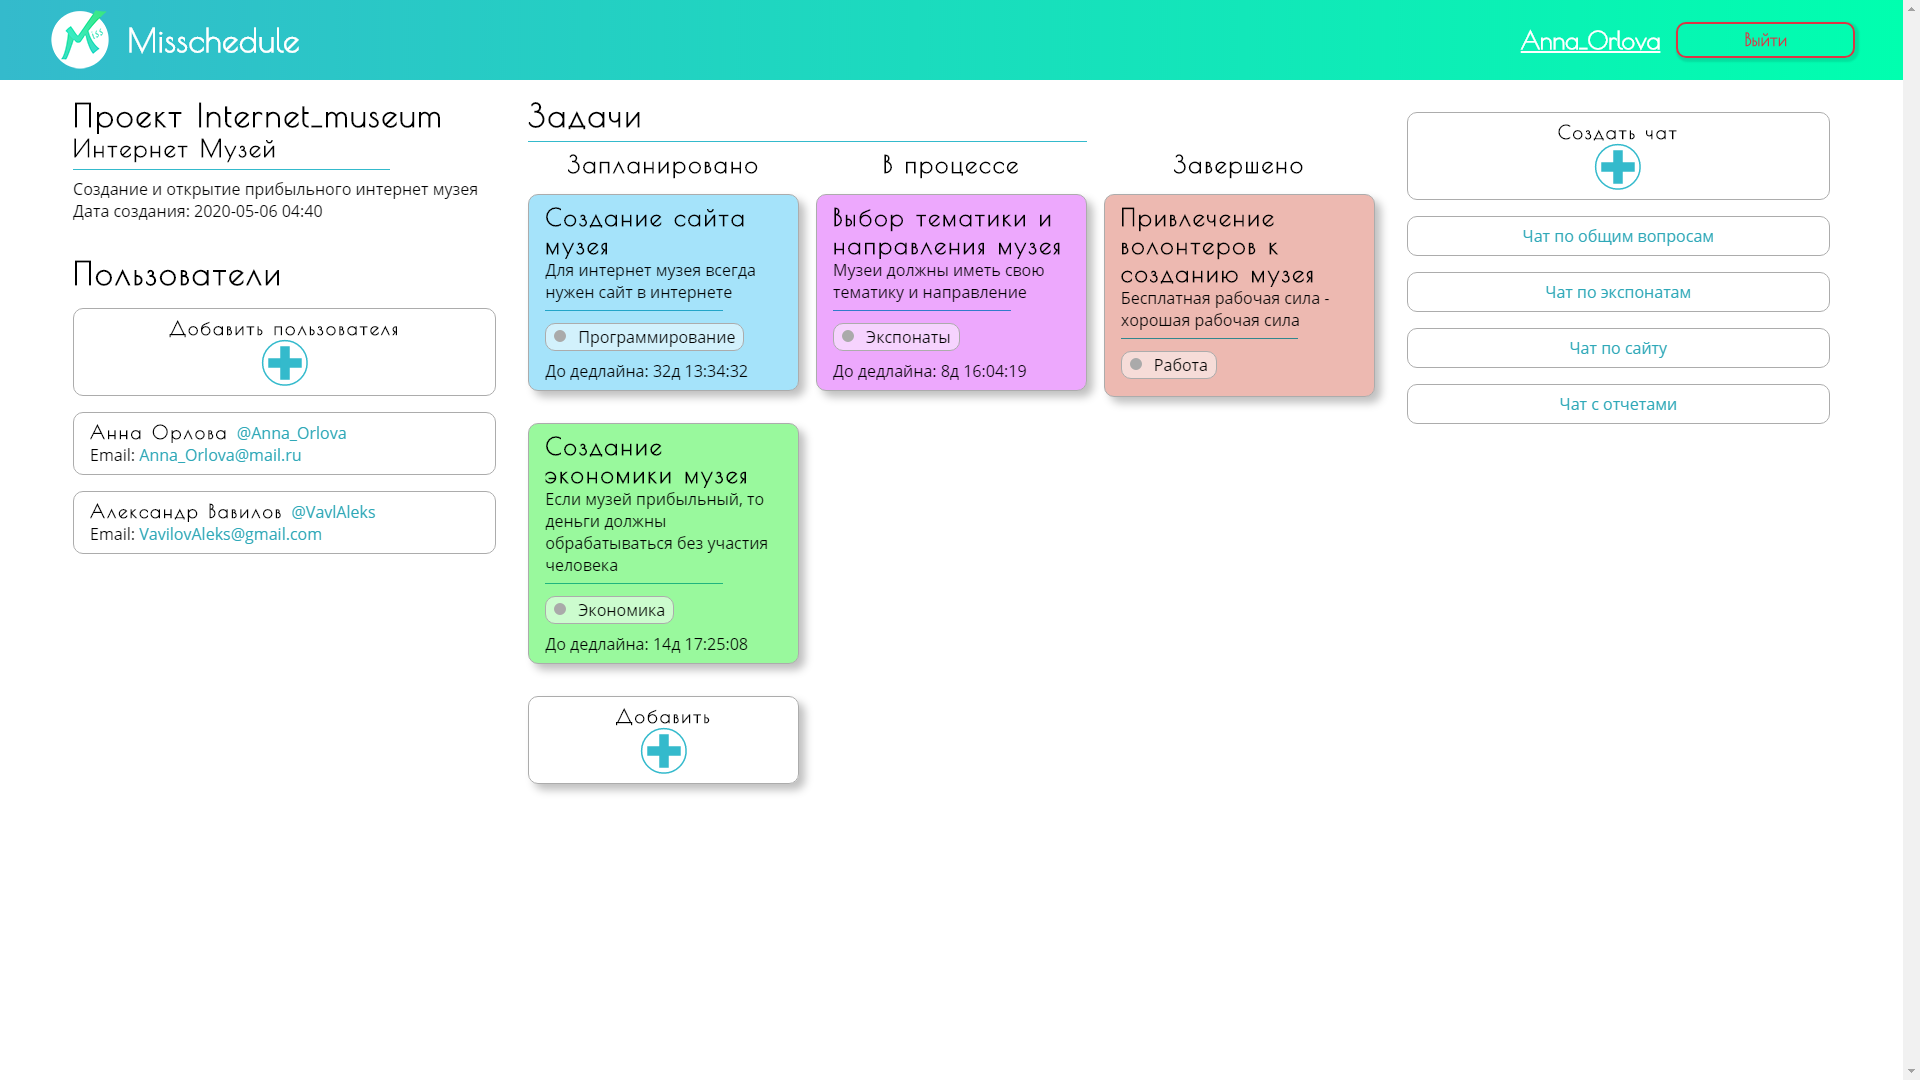 Miss
Misschedule
Anna_Orlova
Выйти
Проект Internet_museum
Интернет Музей
Создание и открытие прибыльного интернет музея
Дата создания: 2020-05-06 04:40
Пользователи
Добавить пользователя
Анна Орлова @Anna_Orlova
Email: Anna_Orlova@mail.ru
Александр Вавилов @VavlAleks
Email: VavilovAleks@gmail.com
Задачи
Запланировано
Создание сайта
музея
Для интернет музея всегда
нужен сайт в интернете
Программирование
До дедлайна: 32д 13:34:32
Создание
экономики музея
Если музей прибыльный, то
деньги должны
обрабатываться без участия
человека
Экономика
До дедлайна: 14д 17:25:08
Добавить
В процессе
Выбор тематики и
направления музея
Музеи должны иметь свою
тематику и направление
Экспонаты
До дедлайна: 8д 16:04:19
Завершено
Привлечение
волонтеров к
созданию музея
Бесплатная рабочая сила -
хорошая рабочая сила
Работа
Создать чат
Чат по общим вопросам
Чат по экспонатам
Чат по сайту
Чат с отчетами